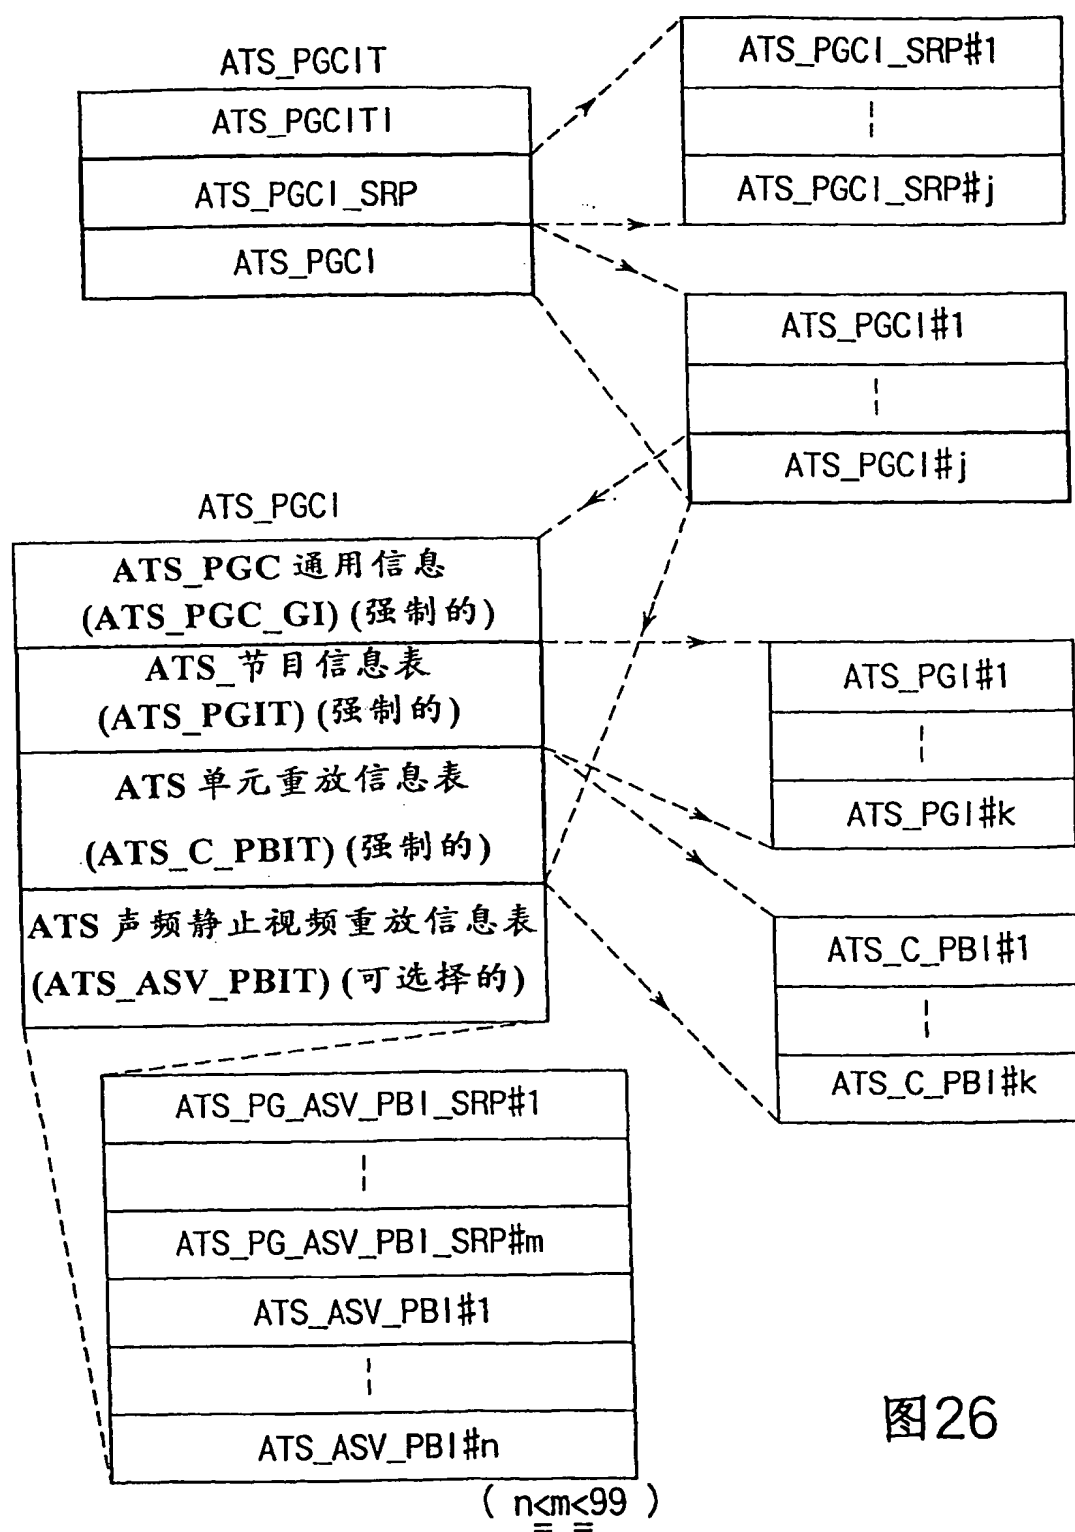 ATS_PGCIT
ATS_PGCITI
ATS_PGCI_SRP
ATS_PGCI
ATS_PGCI_SRP#1
ATS_PGCI_SRP#j
ATS_PGCI#1
ATS_PGCI#j
ATS_PGCI
ATS_PGC 通用信息
(ATS_PGC_GI) (强制的)
ATS_节目信息表
(ATS_PGIT) (强制的)
ATS 单元重放信息表
(ATS_C_PBIT) (强制的)
ATS 声频静止视频重放信息表
(ATS_ASV_PBIT) (可选择的)
ATS_PGI#1
ATS_PGI#k
ATS_C_PBI#1
ATS_C_PBI#k
ATS_PG_ASV_PBI_SRP#1
ATS_PG_ASV_PBI_SRP#m
ATS_ASV_PBI#1
ATS_ASV_PBI#n
( n≦m≦99 )
图26